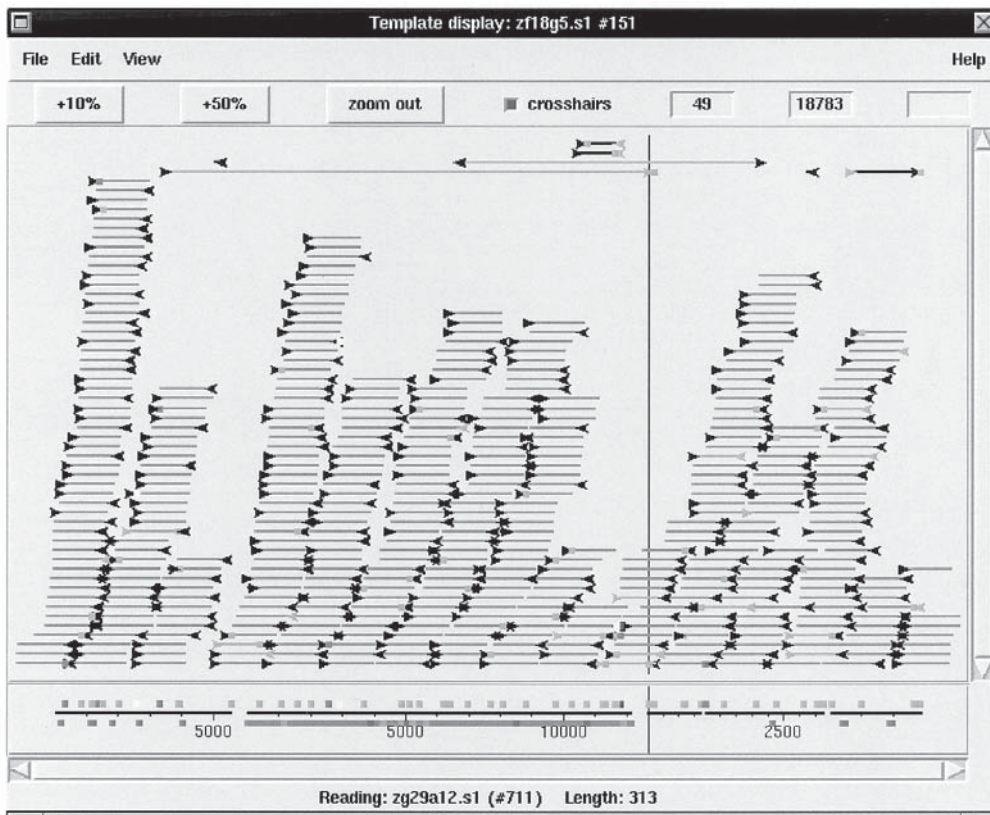 Template display: zf18g5.s1 #151
File Edit View Help
+10% +50% zoom out crosshairs 49 18783
5000 5000 10000 2500
Reading: zg29a12.s1 (#711) Length: 313